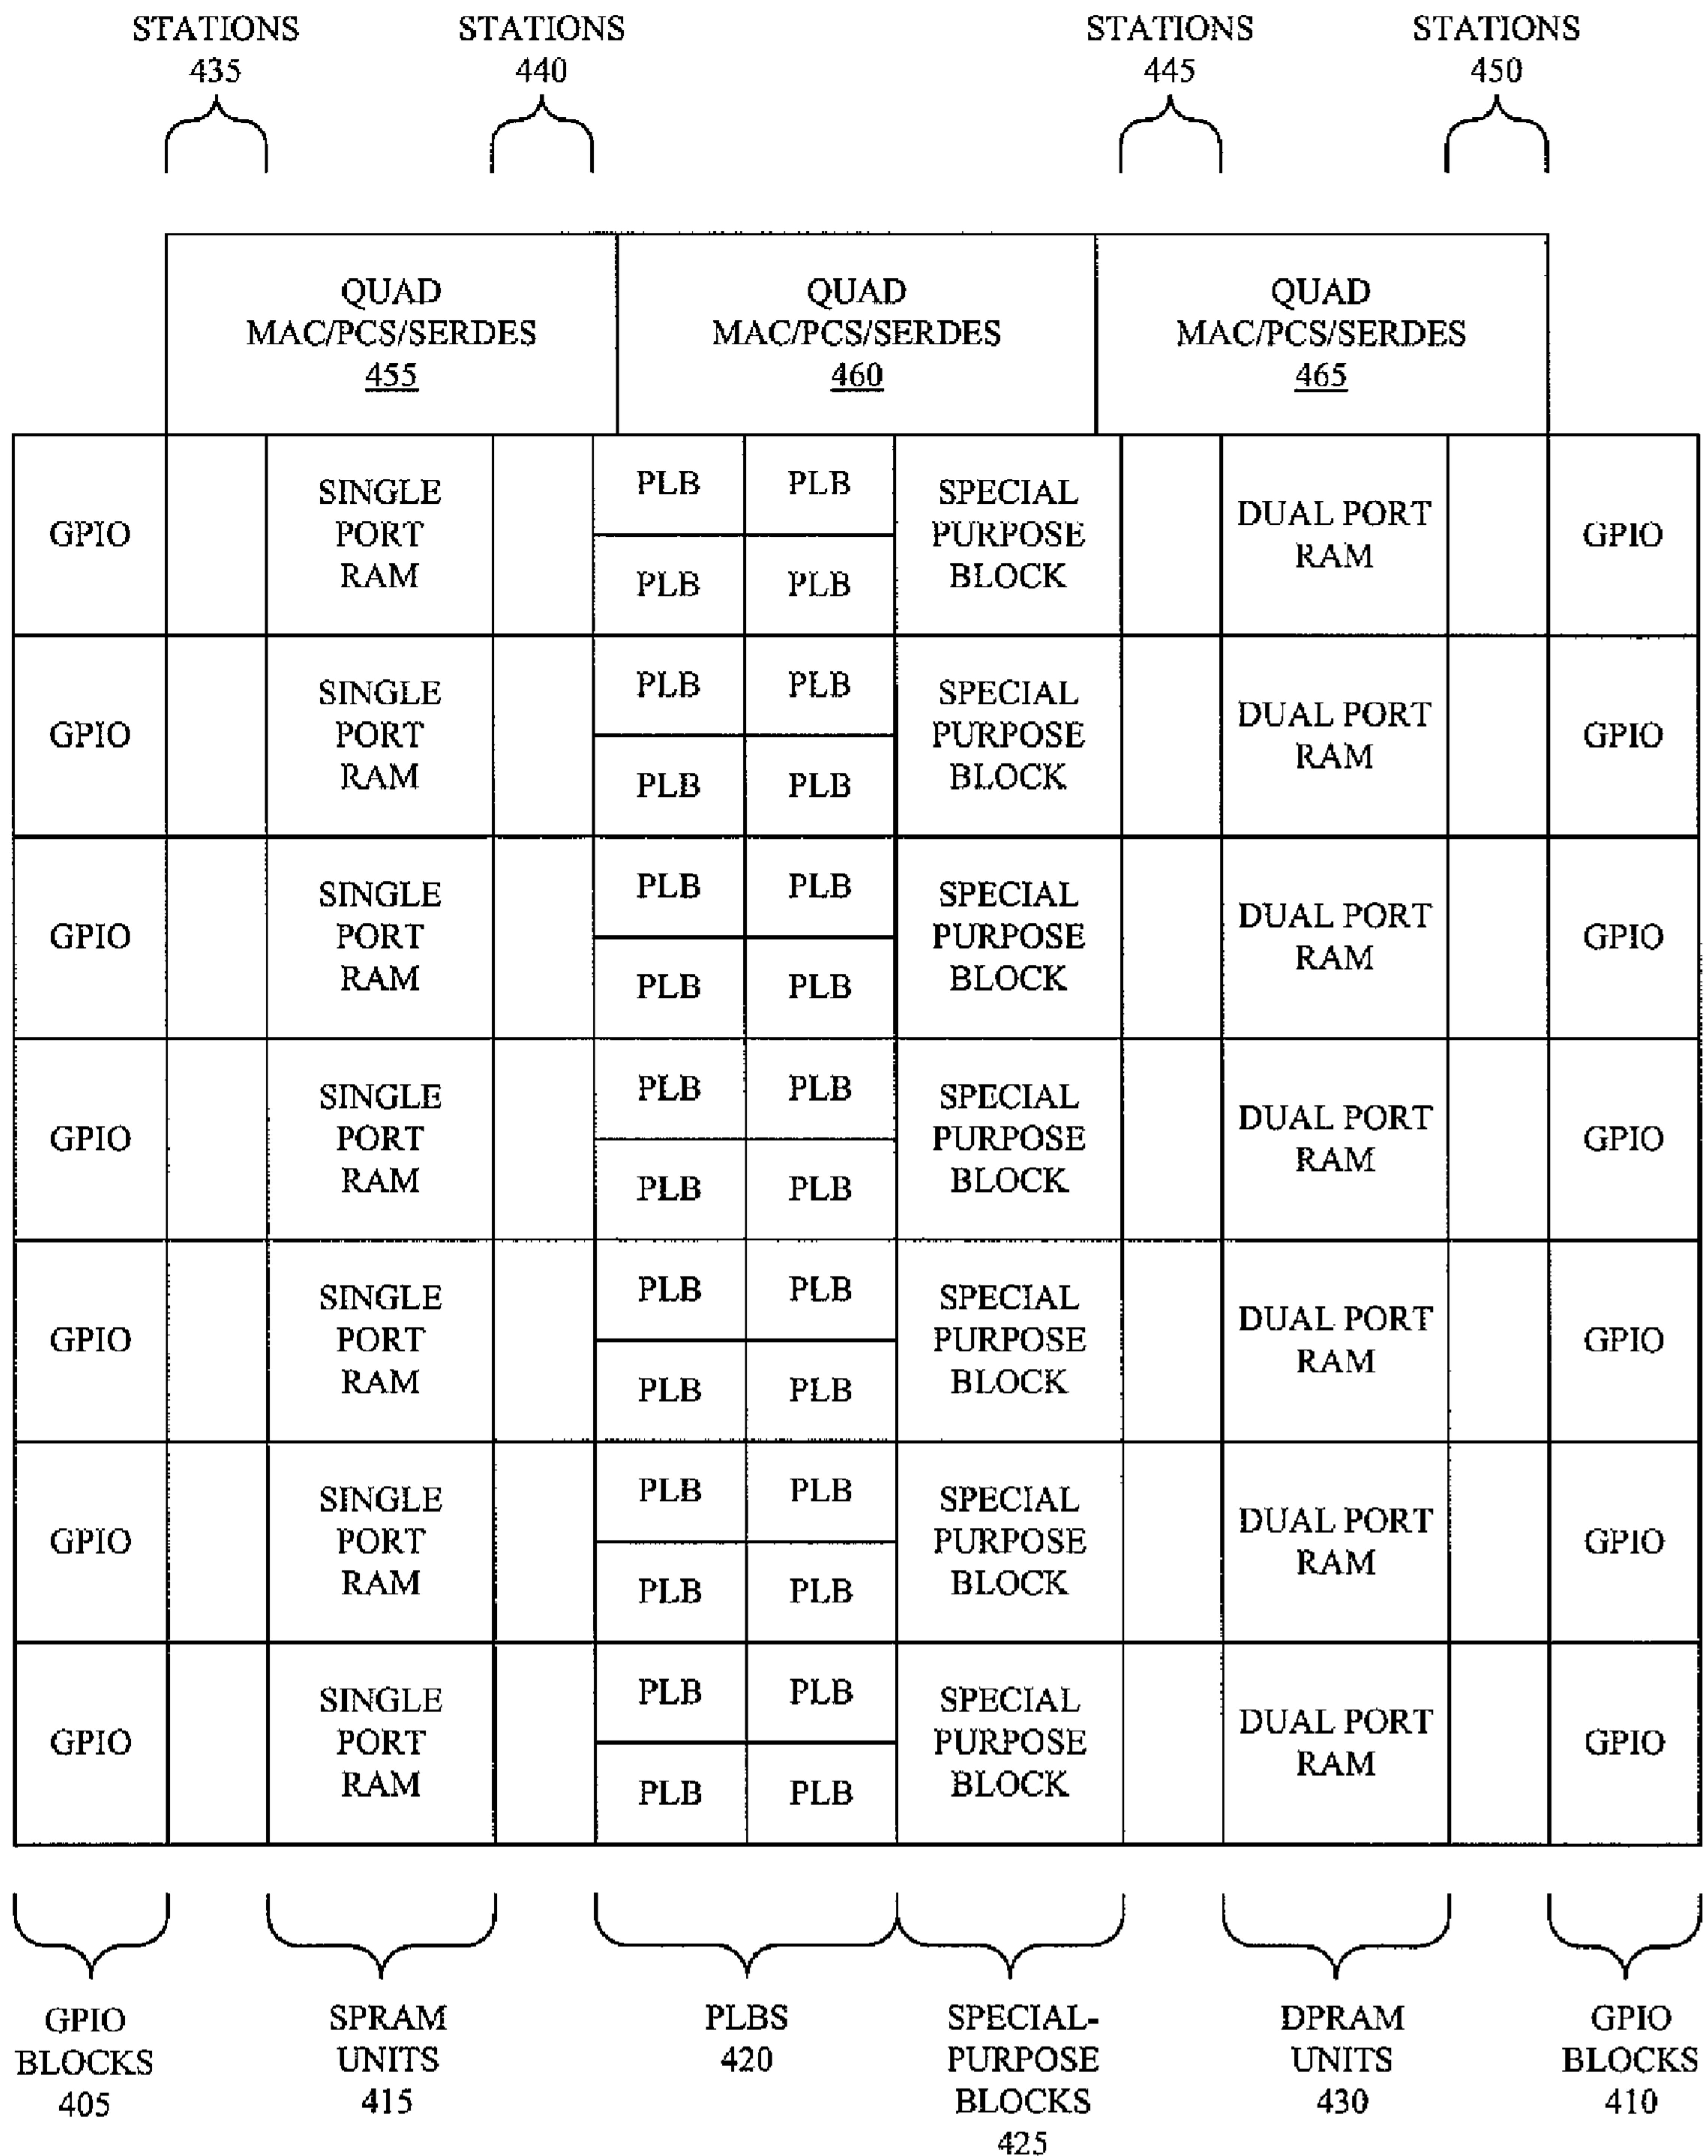 STATIONS
435
STATIONS
440
STATIONS
445
STATIONS
450
QUAD
MAC/PCS/SERDES
455
QUAD
MAC/PCS/SERDES
460
QUAD
MAC/PCS/SERDES
465
GPIO
SINGLE
PORT
RAM
PLB
PLB
PLB
PLB
SPECIAL
PURPOSE
BLOCK
DUAL PORT
RAM
GPIO
GPIO
SINGLE
PORT
RAM
PLB
PLB
PLB
PLB
SPECIAL
PURPOSE
BLOCK
DUAL PORT
RAM
GPIO
GPIO
SINGLE
PORT
RAM
PLB
PLB
PLB
PLB
SPECIAL
PURPOSE
BLOCK
DUAL PORT
RAM
GPIO
GPIO
SINGLE
PORT
RAM
PLB
PLB
PLB
PLB
SPECIAL
PURPOSE
BLOCK
DUAL PORT
RAM
GPIO
GPIO
SINGLE
PORT
RAM
PLB
PLB
PLB
PLB
SPECIAL
PURPOSE
BLOCK
DUAL PORT
RAM
GPIO
GPIO
SINGLE
PORT
RAM
PLB
PLB
PLB
PLB
SPECIAL
PURPOSE
BLOCK
DUAL PORT
RAM
GPIO
GPIO
SINGLE
PORT
RAM
PLB
PLB
PLB
PLB
SPECIAL
PURPOSE
BLOCK
DUAL PORT
RAM
GPIO
GPIO
BLOCKS
405
SPRAM
UNITS
415
PLBS
420
SPECIAL-
PURPOSE
BLOCKS
425
DPRAM
UNITS
430
GPIO
BLOCKS
410